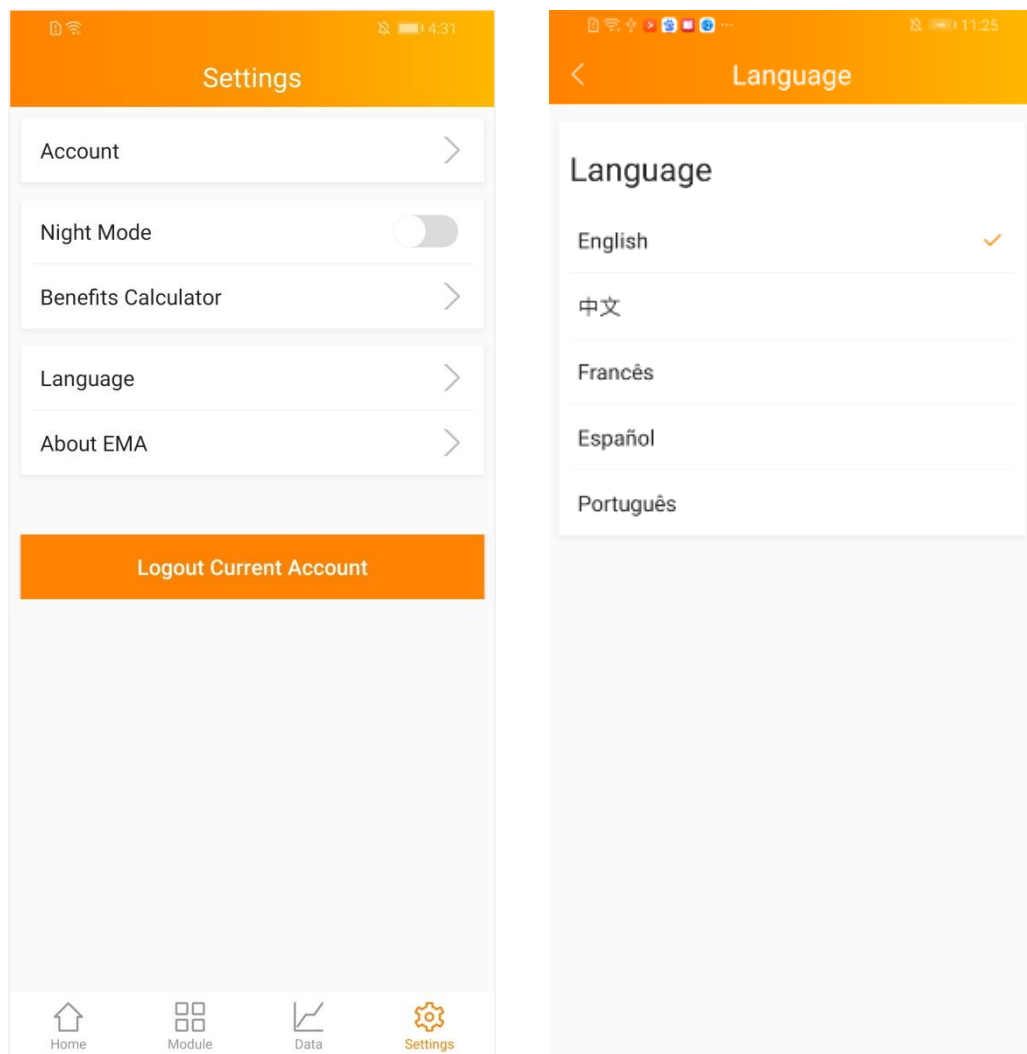 4:31
Settings
Account
Night Mode
Benefits Calculator
Language
About EMA
Logout Current Account
Home
Module
Data
Settings
11:25
Language
Language
English
中文
Francês
Español
Português